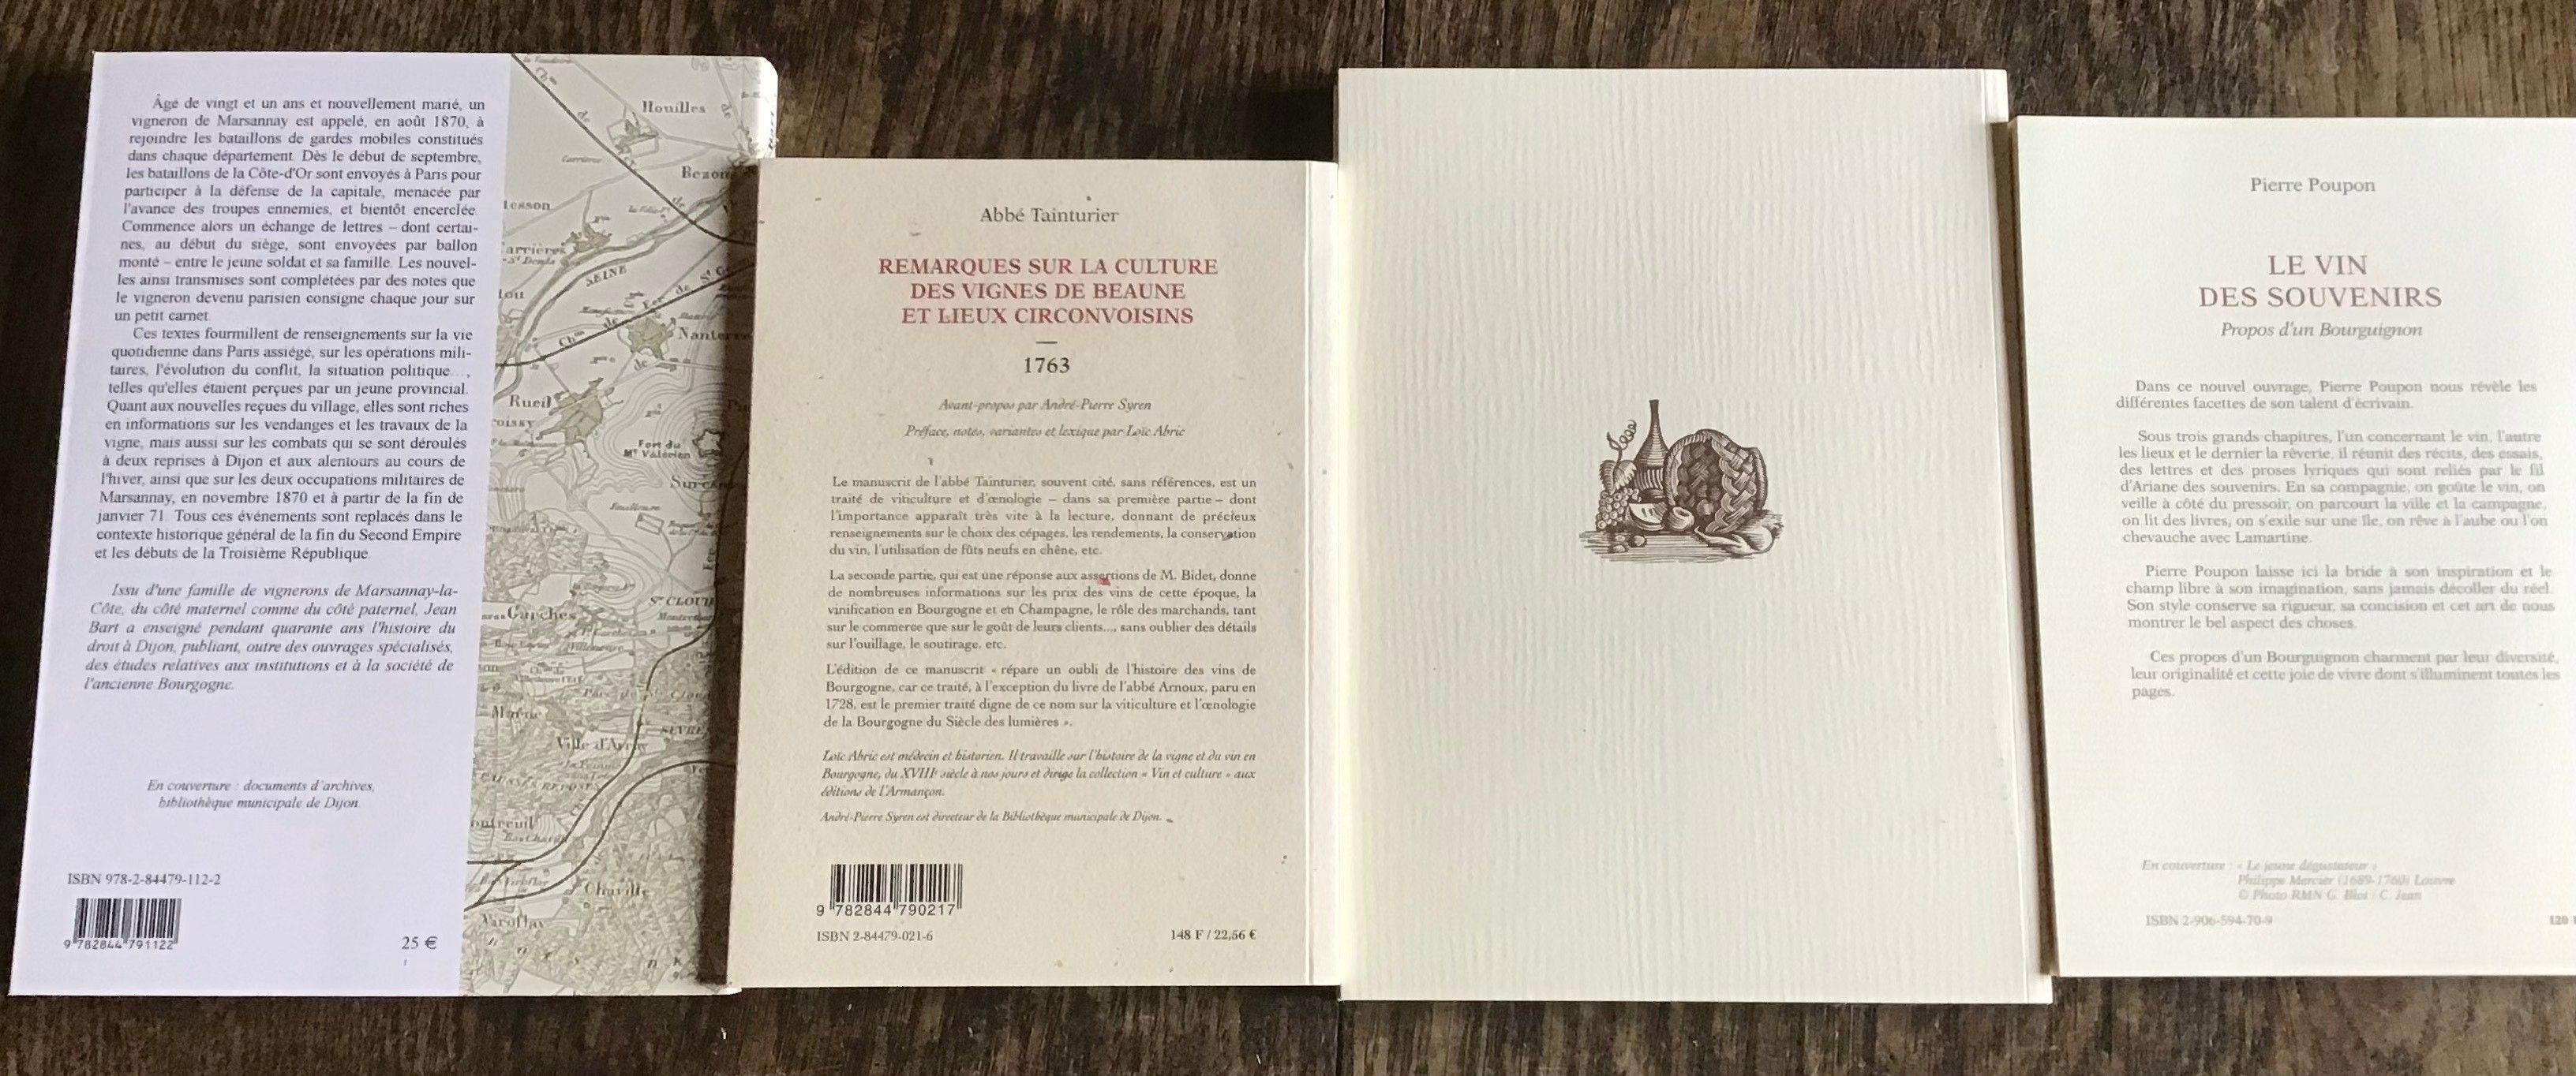 Âgé de vingt et un ans et nouvellement marié, un
vigneron de Marsannay est appelé, en août 1870, à
rejoindre les bataillons de gardes mobiles constitués
dans chaque département. Dès le début de septembre,
les bataillons de la Côte-d'Or sont envoyés à Paris pour
participer à la défense de la capitale, menacée par
l'avance des troupes ennemies, et bientôt encerclée.
Commence alors un échange de lettres – dont certai-
nes, au début du siège, sont envoyées par ballon
monté – entre le jeune soldat et sa famille. Les nouvel-
les ainsi transmises sont complétées par des notes que
le vigneron devenu parisien consigne chaque jour sur
un petit carnet.
Ces textes fourmillent de renseignements sur la vie
quotidienne dans Paris assiégé, sur les opérations mili-
taires, l'évolution du conflit, la situation politique...,
telles qu'elles étaient perçues par un jeune provincial.
Quant aux nouvelles reçues du village, elles sont riches
en informations sur les vendanges et les travaux de la
vigne, mais aussi sur les combats qui se sont déroulés
à deux reprises à Dijon et aux alentours au cours de
l'hiver, ainsi que sur les deux occupations militaires de
Marsannay, en novembre 1870 et à partir de la fin de
janvier 71. Tous ces événements sont replacés dans le
contexte historique général de la fin du Second Empire
et les débuts de la Troisième République.
Issu d'une famille de vignerons de Marsannay-la-
Côte, du côté maternel comme du côté paternel, Jean
Bart a enseigné pendant quarante ans l'histoire du
droit à Dijon, publiant, outre des ouvrages spécialisés,
des études relatives aux institutions et à la société de
l'ancienne Bourgogne.
En couverture : documents d'archives,
bibliothèque municipale de Dijon.
ISBN 978-2-84479-112-2
9 782844 791122
25 €
Houilles
Bezon
SEINE
Nanterre
Rueil
Fort du
Mt Valérien
Suresn
St CLOUD
Garches
Marne
Ville d'Avray
SEVRE
Chaville
Viroflay
Abbé Tainturier
REMARQUES SUR LA CULTURE
DES VIGNES DE BEAUNE
ET LIEUX CIRCONVOISINS
—
1763
Avant-propos par André-Pierre Syren
Préface, notes, variantes et lexique par Loïc Abric
Le manuscrit de l'abbé Tainturier, souvent cité, sans références, est un
traité de viticulture et d'œnologie – dans sa première partie – dont
l'importance apparaît très vite à la lecture, donnant de précieux
renseignements sur le choix des cépages, les rendements, la conservation
du vin, l'utilisation de fûts neufs en chêne, etc.
La seconde partie, qui est une réponse aux assertions de M. Bidet, donne
de nombreuses informations sur les prix des vins de cette époque, la
vinification en Bourgogne et en Champagne, le rôle des marchands, tant
sur le commerce que sur le goût de leurs clients..., sans oublier des détails
sur l'ouillage, le soutirage, etc.
L'édition de ce manuscrit « répare un oubli de l'histoire des vins de
Bourgogne, car ce traité, à l'exception du livre de l'abbé Arnoux, paru en
1728, est le premier traité digne de ce nom sur la viticulture et l'œnologie
de la Bourgogne du Siècle des lumières ».
Loïc Abric est médecin et historien. Il travaille sur l'histoire de la vigne et du vin en
Bourgogne, du XVIIIe siècle à nos jours et dirige la collection « Vin et culture » aux
éditions de l'Armançon.
André-Pierre Syren est directeur de la Bibliothèque municipale de Dijon.
9 782844 790217
ISBN 2-84479-021-6
148 F / 22,56 €
Pierre Poupon
LE VIN
DES SOUVENIRS
Propos d'un Bourguignon
Dans ce nouvel ouvrage, Pierre Poupon nous révèle les
différentes facettes de son talent d'écrivain.
Sous trois grands chapitres, l'un concernant le vin, l'autre
les lieux et le dernier la rêverie, il réunit des récits, des essais,
des lettres et des proses lyriques qui sont reliés par le fil
d'Ariane des souvenirs. En sa compagnie, on goûte le vin, on
veille à côté du pressoir, on parcourt la ville et la campagne,
on lit des livres, on s'exile sur une île, on rêve à l'aube ou l'on
chevauche avec Lamartine.
Pierre Poupon laisse ici la bride à son inspiration et le
champ libre à son imagination, sans jamais décoller du réel.
Son style conserve sa rigueur, sa concision et cet art de nous
montrer le bel aspect des choses.
Ces propos d'un Bourguignon charment par leur diversité,
leur originalité et cette joie de vivre dont s'illuminent toutes les
pages.
En couverture : « Le jeune dégustateur »
Philippe Mercier (1689-1760) Louvre
© Photo RMN G. Blot / C. Jean
ISBN 2-906-594-70-9
120